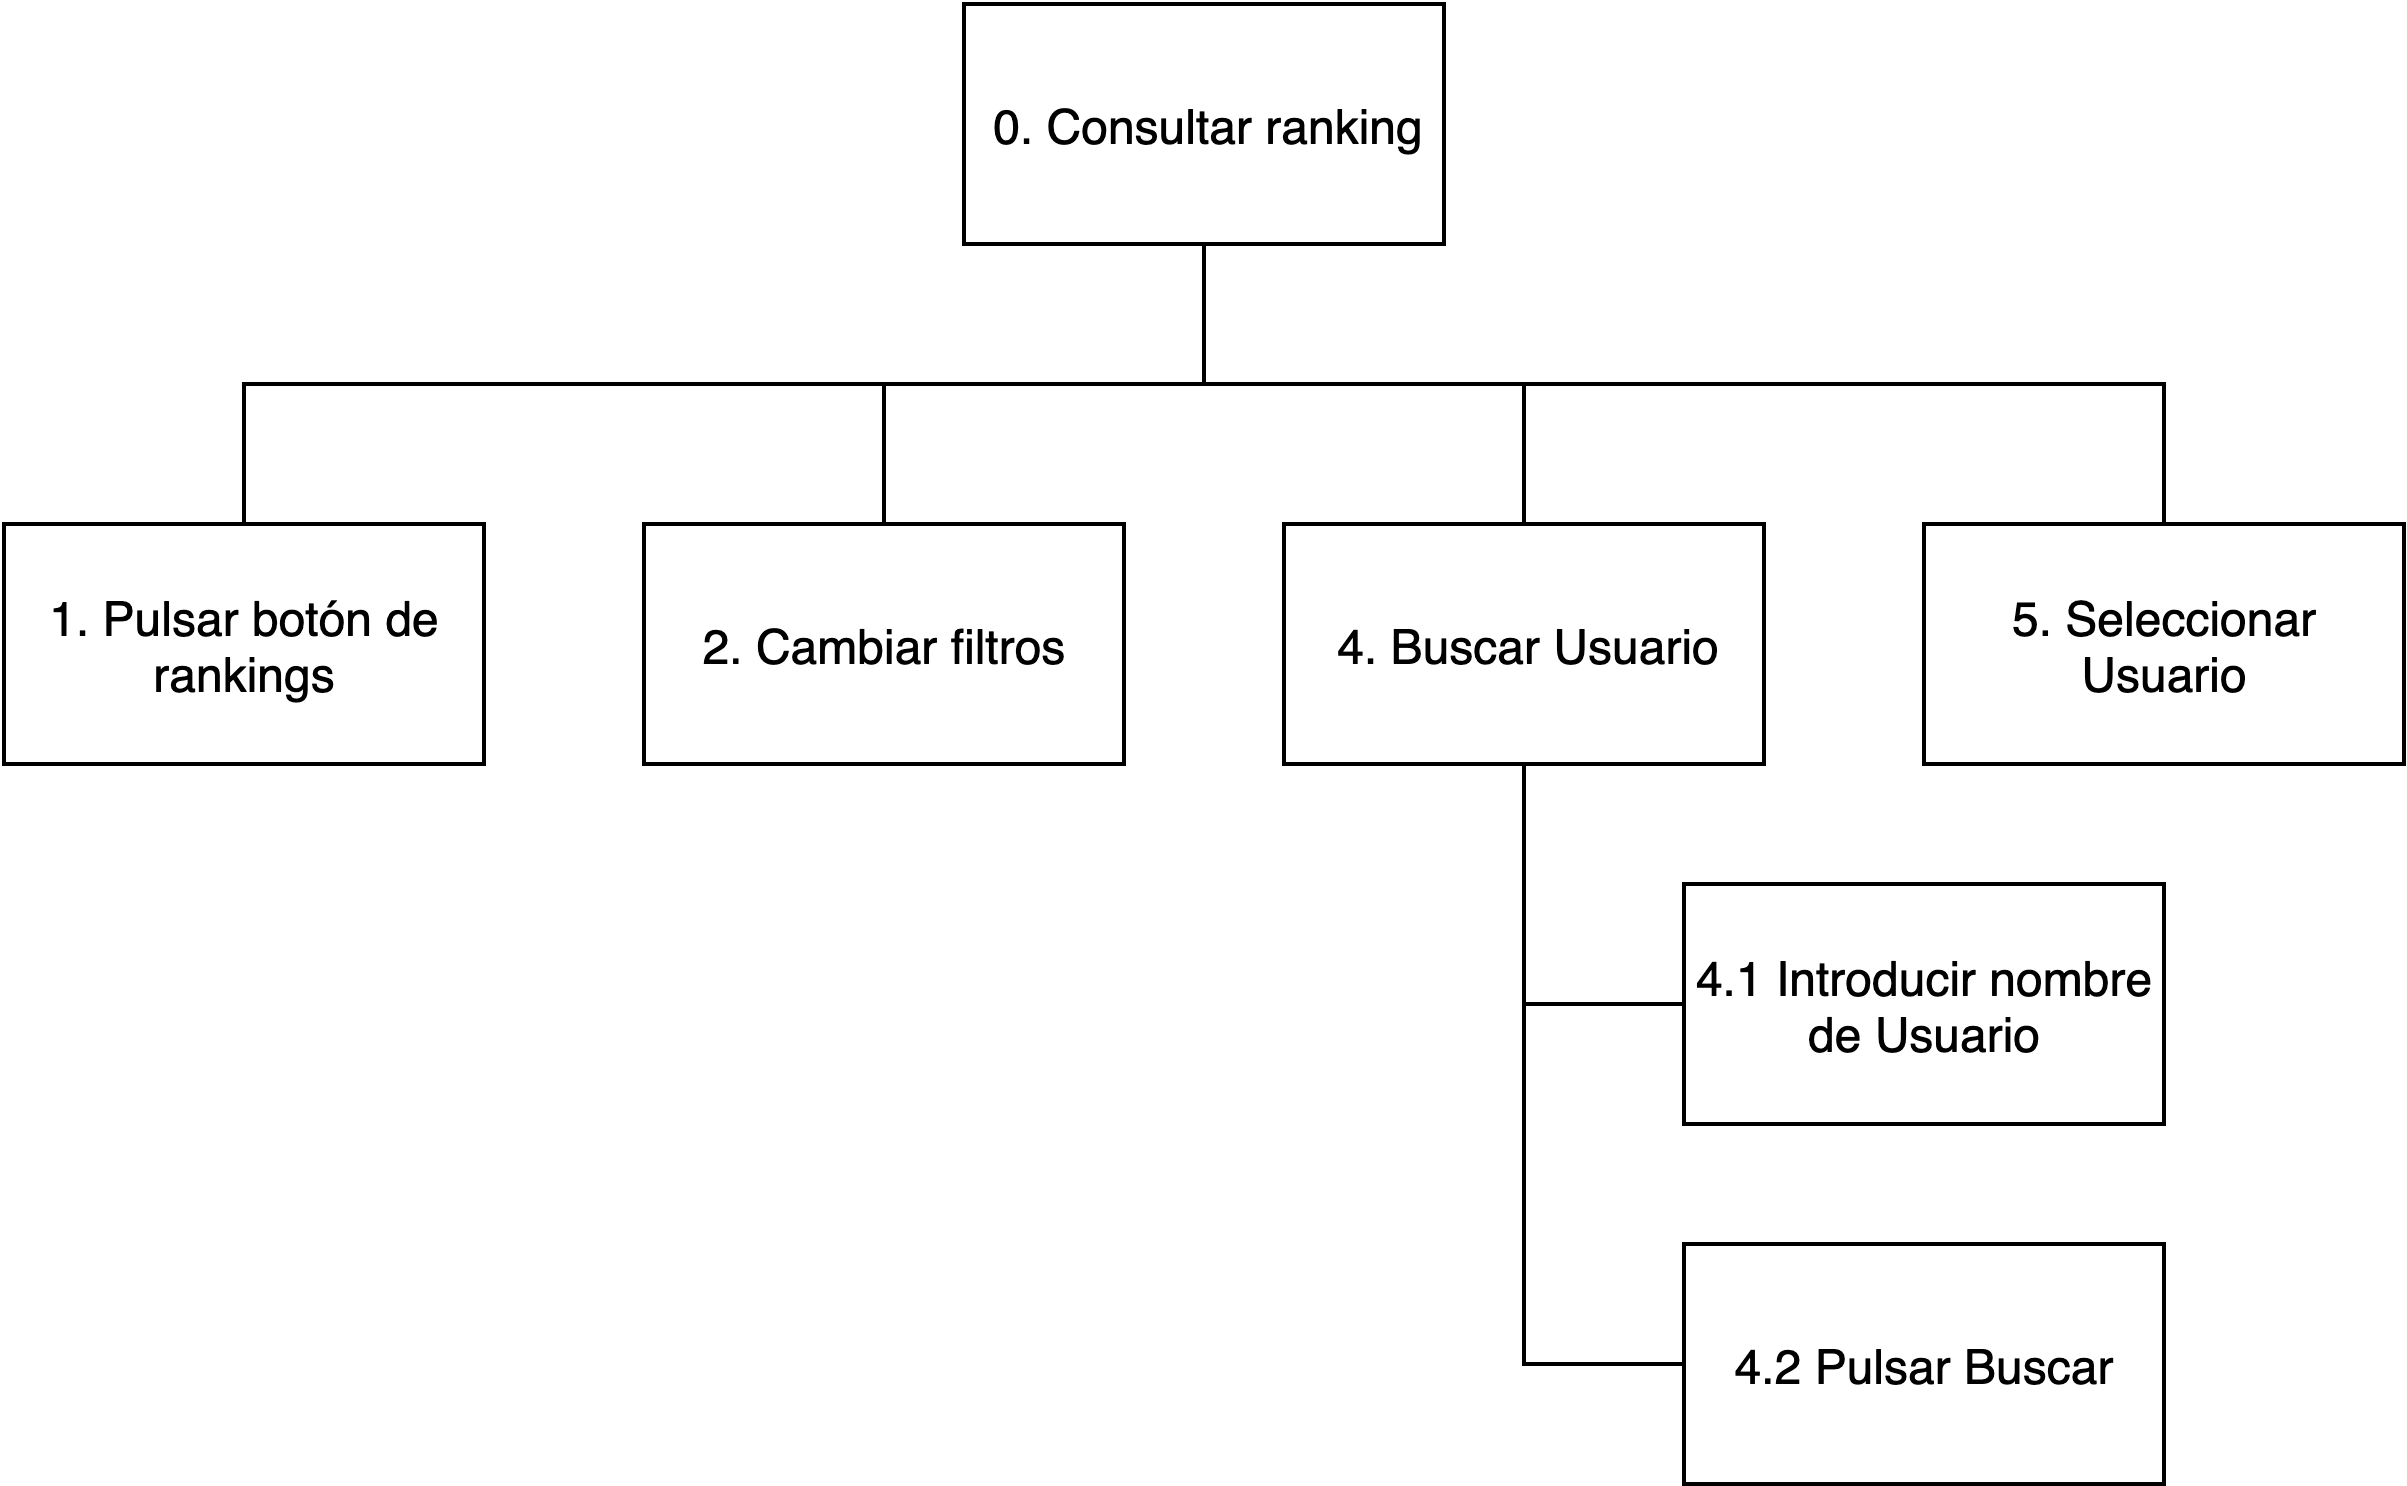 0. Consultar ranking
1. Pulsar botón de
rankings
2. Cambiar filtros
4. Buscar Usuario
5. Seleccionar
Usuario
4.1 Introducir nombre
de Usuario
4.2 Pulsar Buscar